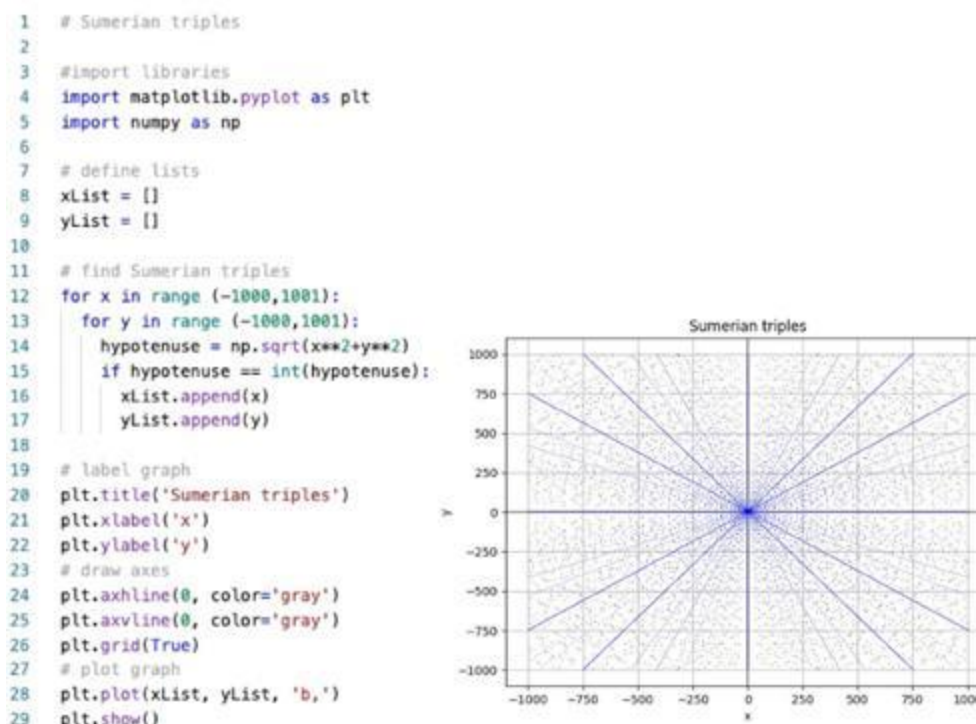 1 # Sumerian triples
2
3 #import libraries
4 import matplotlib.pyplot as plt
5 import numpy as np
6
7 # define lists
8 xList = []
9 yList = []
10
11 # find Sumerian triples
12 for x in range (-1000,1001):
13 for y in range (-1000,1001):
14 hypotenuse = np.sqrt(x**2+y**2)
15 if hypotenuse == int(hypotenuse):
16 xList.append(x)
17 yList.append(y)
18
19 # label graph
20 plt.title('Sumerian triples')
21 plt.xlabel('x')
22 plt.ylabel('y')
23 # draw axes
24 plt.axhline(0, color='gray')
25 plt.axvline(0, color='gray')
26 plt.grid(True)
27 # plot graph
28 plt.plot(xList, yList, 'b,')
29 plt.show()
Sumerian triples
1000
750
500
250
0
-250
-500
-750
-1000
y
-1000 -750 -500 -250 0 250 500 750
x